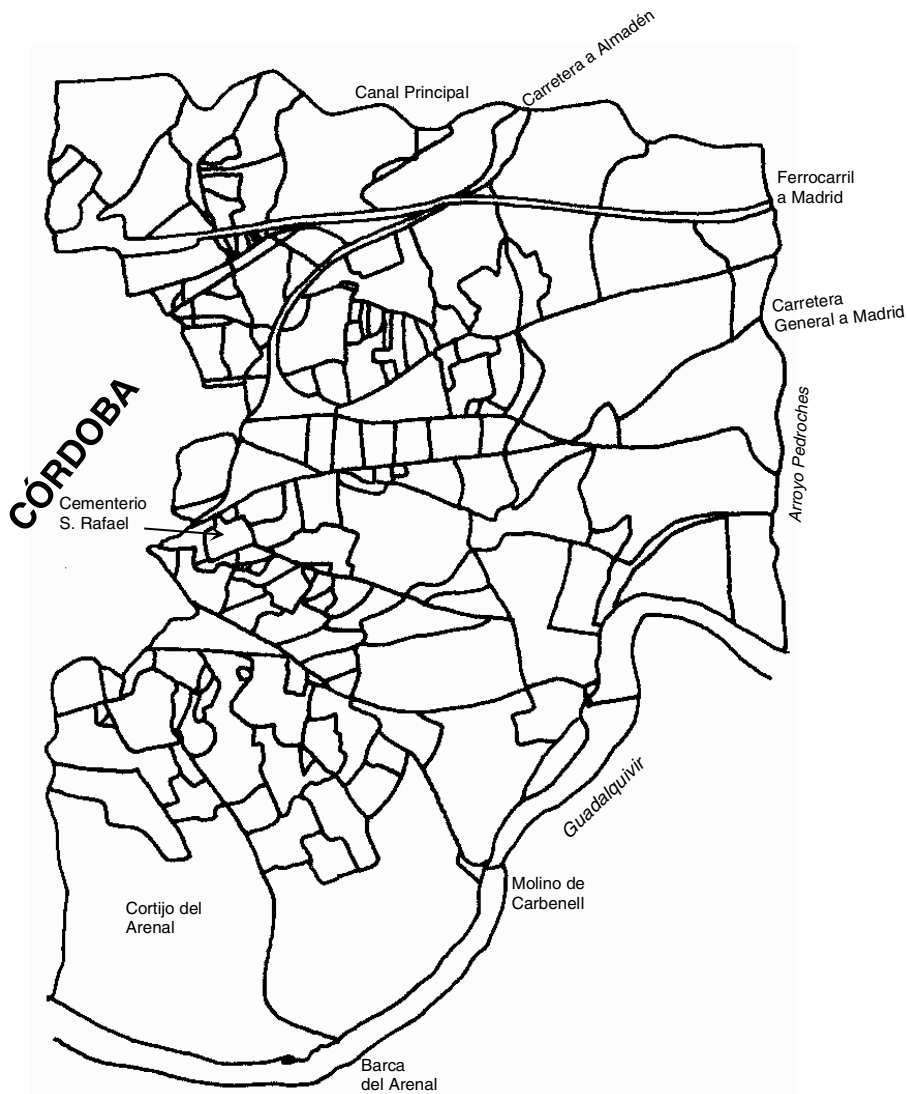 Carretera a Almadén
Canal Principal
Ferrocarril
a Madrid
Carretera
General a Madrid
CÓRDOBA
Arroyo Pedroches
Cementerio
S. Rafael
Guadalquivir
Molino de
Carbenell
Cortijo del
Arenal
Barca
del Arenal